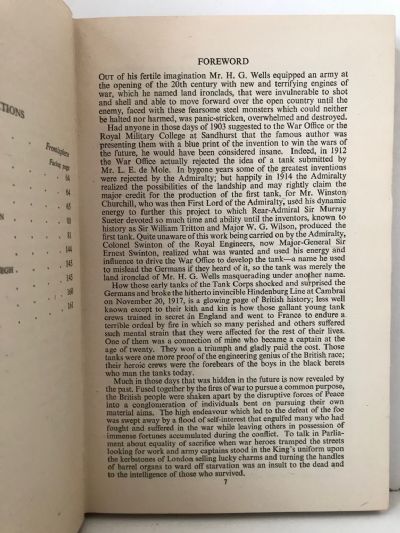 TIONS
Frontispiece
Facing page
64
64
65
80
81
144
145
145
160
161
FOREWORD
OUT of his fertile imagination Mr. H. G. Wells equipped an army at
the opening of the 20th century with new and terrifying engines of
war, which he named land ironclads, that were invulnerable to shot
and shell and able to move forward over the open country until the
enemy, faced with these fearsome steel monsters which could neither
be halted nor harmed, was panic-stricken, overwhelmed and destroyed.
Had anyone in those days of 1903 suggested to the War Office or the
Royal Military College at Sandhurst that the famous author was
presenting them with a blue print of the invention to win the wars of
the future, he would have been considered insane. Indeed, in 1912
the War Office actually rejected the idea of a tank submitted by
Mr. L. E. de Mole. In bygone years some of the greatest inventions
were rejected by the Admiralty; but happily in 1914 the Admiralty
realized the possibilities of the landship and may rightly claim the
major credit for the production of the first tank, for Mr. Winston
Churchill, who was then First Lord of the Admiralty, used his dynamic
energy to further this project to which Rear-Admiral Sir Murray
Sueter devoted so much time and ability until the inventors, known to
history as Sir William Tritton and Major W. G. Wilson, produced the
first tank. Quite unaware of this work being carried on by the Admiralty,
Colonel Swinton of the Royal Engineers, now Major-General Sir
Ernest Swinton, realized what was wanted and used his energy and
influence to drive the War Office to develop the tank—a name he used
to mislead the Germans if they heard of it, so the tank was merely the
land ironclad of Mr. H. G. Wells masquerading under another name.
How those early tanks of the Tank Corps shocked and surprised the
Germans and broke the hitherto invincible Hindenburg Line at Cambrai
on November 20, 1917, is a glowing page of British history; less well
known except to their kith and kin is how those gallant young tank
crews trained in secret in England and went to France to endure a
terrible ordeal by fire in which so many perished and others suffered
such mental strain that they were affected for the rest of their lives.
One of them was a connection of mine who became a captain at the
age of twenty. They won a triumph and gladly paid the cost. Those
tanks were one more proof of the engineering genius of the British race;
their heroic crews were the forebears of the boys in the black berets
who man the tanks today.
Much in those days that was hidden in the future is now revealed by
the past. Fused together by the fires of war to pursue a common purpose,
the British people were shaken apart by the disruptive forces of Peace
into a conglomeration of individuals bent on pursuing their own
material aims. The high endeavour which led to the defeat of the foe
was swept away by a flood of self-interest that engulfed many who had
fought and suffered in the war while leaving others in possession of
immense fortunes accumulated during the conflict. To talk in Parlia-
ment about equality of sacrifice when war heroes tramped the streets
looking for work and army captains stood in the King's uniform upon
the kerbstones of London selling lucky charms and turning the handles
of barrel organs to ward off starvation was an insult to the dead and
to the intelligence of those who survived.
7